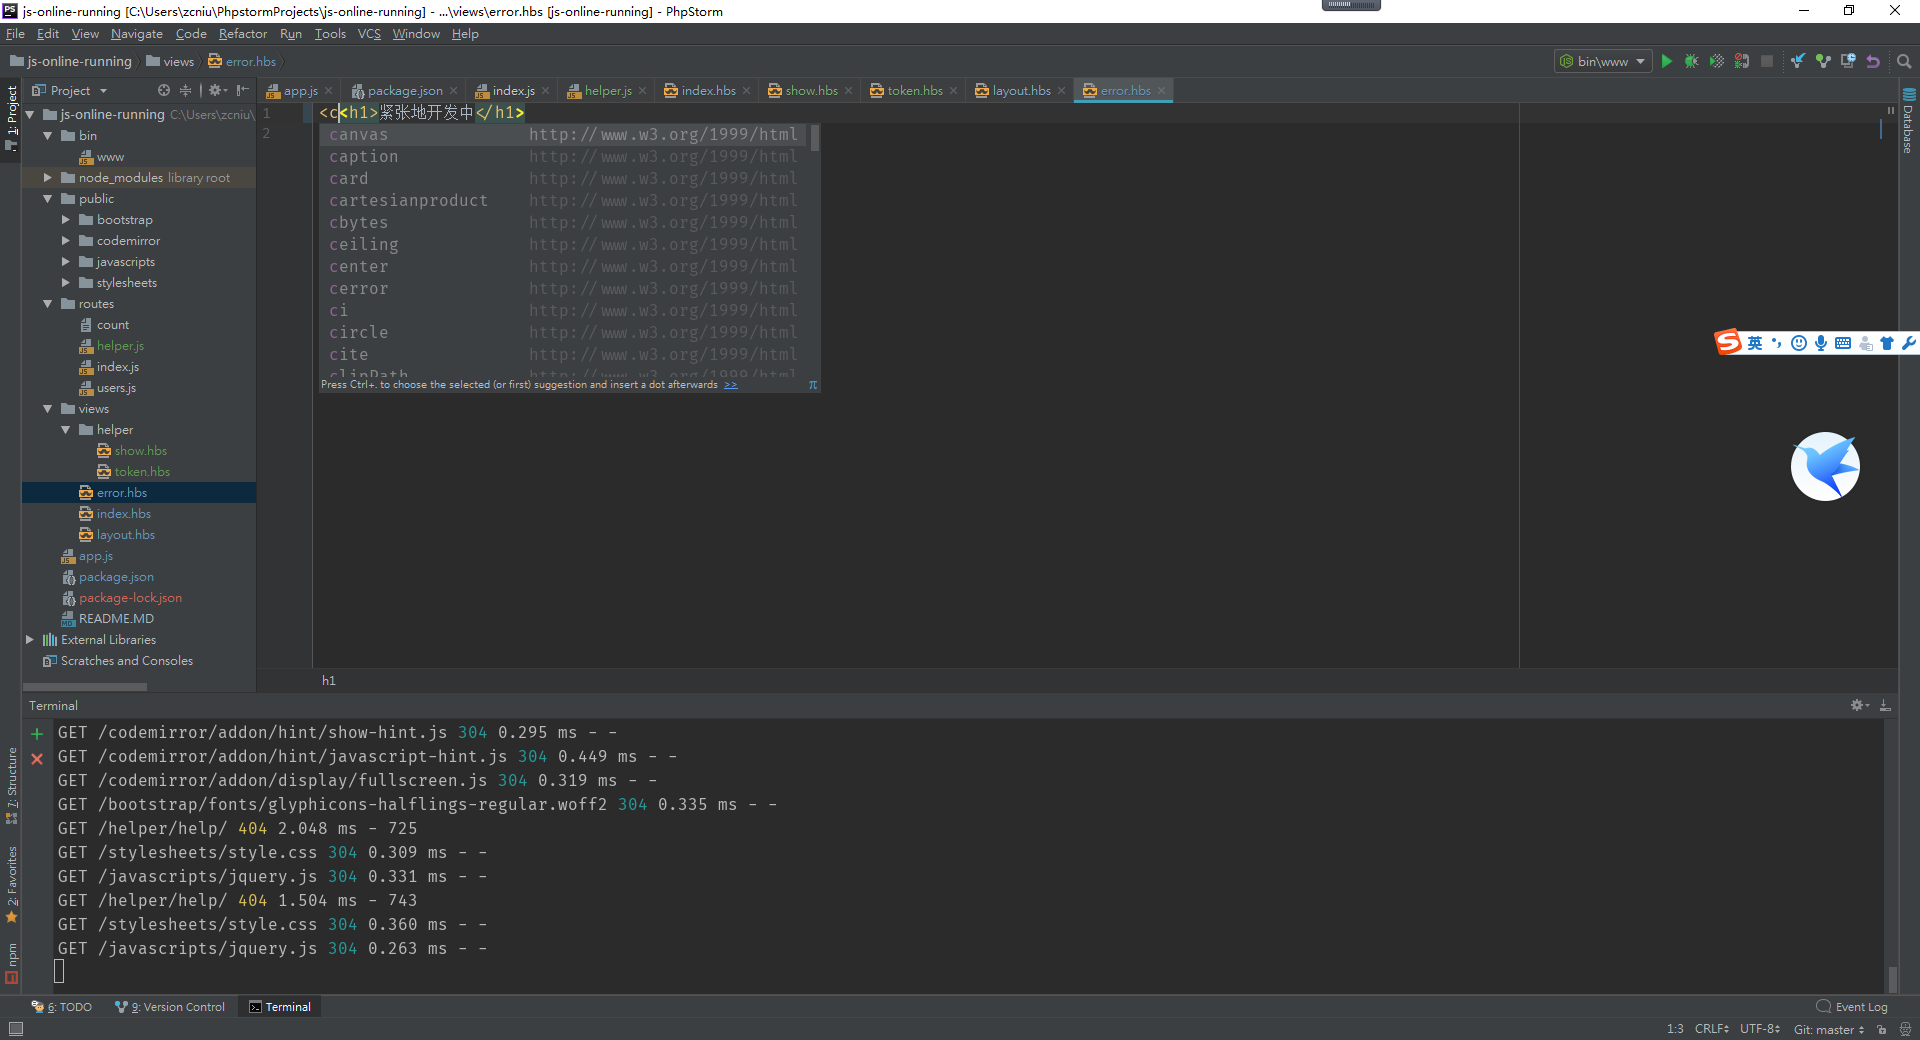 js-online-running [C:\Users\zcniu\PhpstormProjects\js-online-running] - ...\views\error.hbs [js-online-running] - PhpStorm
File Edit View Navigate Code Refactor Run Tools VCS Window Help
js-online-running views error.hbs bin\www
1: Project
Project
app.js package.json index.js helper.js index.hbs show.hbs token.hbs layout.hbs error.hbs
js-online-running C:\Users\zcniu\
bin
www
node_modules library root
public
bootstrap
codemirror
javascripts
stylesheets
routes
count
helper.js
index.js
users.js
views
helper
show.hbs
token.hbs
error.hbs
index.hbs
layout.hbs
app.js
package.json
package-lock.json
README.MD
External Libraries
Scratches and Consoles
1 <c<h1>紧张地开发中</h1>
2
canvas http://www.w3.org/1999/html
caption http://www.w3.org/1999/html
card http://www.w3.org/1999/html
cartesianproduct http://www.w3.org/1999/html
cbytes http://www.w3.org/1999/html
ceiling http://www.w3.org/1999/html
center http://www.w3.org/1999/html
cerror http://www.w3.org/1999/html
ci http://www.w3.org/1999/html
circle http://www.w3.org/1999/html
cite http://www.w3.org/1999/html
clipPath http://www.w3.org/1999/html
Press Ctrl+. to choose the selected (or first) suggestion and insert a dot afterwards >> π
h1
Database
英
Terminal
GET /codemirror/addon/hint/show-hint.js 304 0.295 ms - -
GET /codemirror/addon/hint/javascript-hint.js 304 0.449 ms - -
GET /codemirror/addon/display/fullscreen.js 304 0.319 ms - -
GET /bootstrap/fonts/glyphicons-halflings-regular.woff2 304 0.335 ms - -
GET /helper/help/ 404 2.048 ms - 725
GET /stylesheets/style.css 304 0.309 ms - -
GET /javascripts/jquery.js 304 0.331 ms - -
GET /helper/help/ 404 1.504 ms - 743
GET /stylesheets/style.css 304 0.360 ms - -
GET /javascripts/jquery.js 304 0.263 ms - -
7: Structure
2: Favorites
npm
6: TODO 9: Version Control Terminal Event Log
1:3 CRLF UTF-8 Git: master